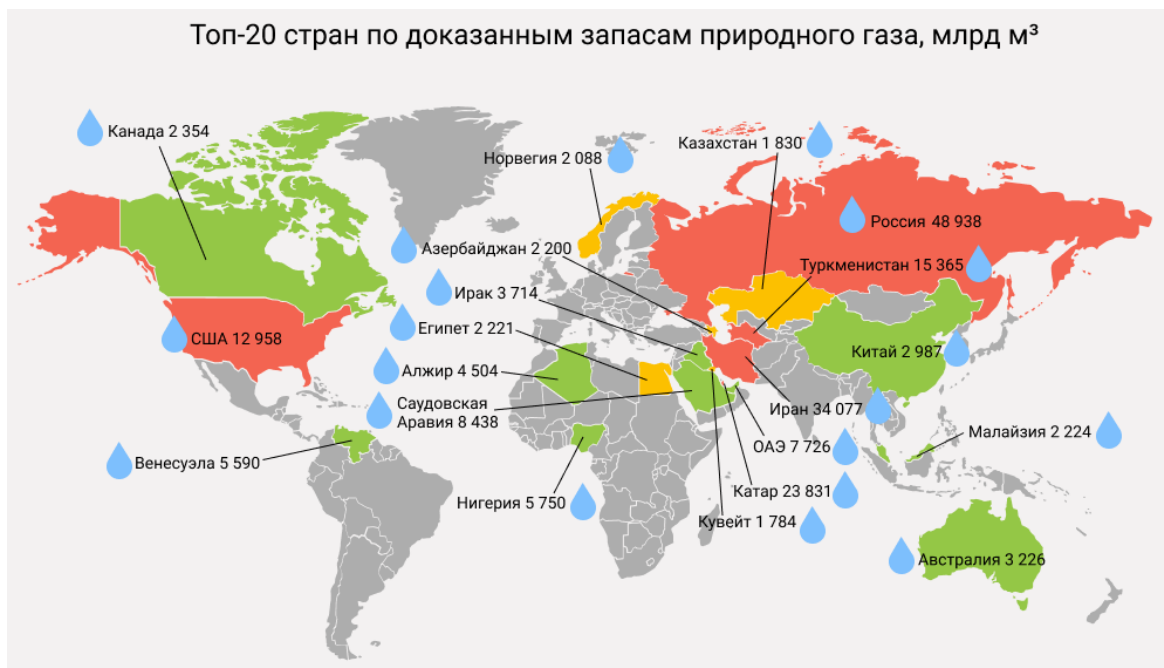 Топ-20 стран по доказанным запасам природного газа, млрд м³
Канада 2 354
Казахстан 1 830
Норвегия 2 088
Россия 48 938
Азербайджан 2 200
Туркменистан 15 365
Ирак 3 714
Египет 2 221
США 12 958
Китай 2 987
Алжир 4 504
Саудовская
Аравия 8 438
Иран 34 077
Малайзия 2 224
ОАЭ 7 726
Венесуэла 5 590
Катар 23 831
Нигерия 5 750
Кувейт 1 784
Австралия 3 226